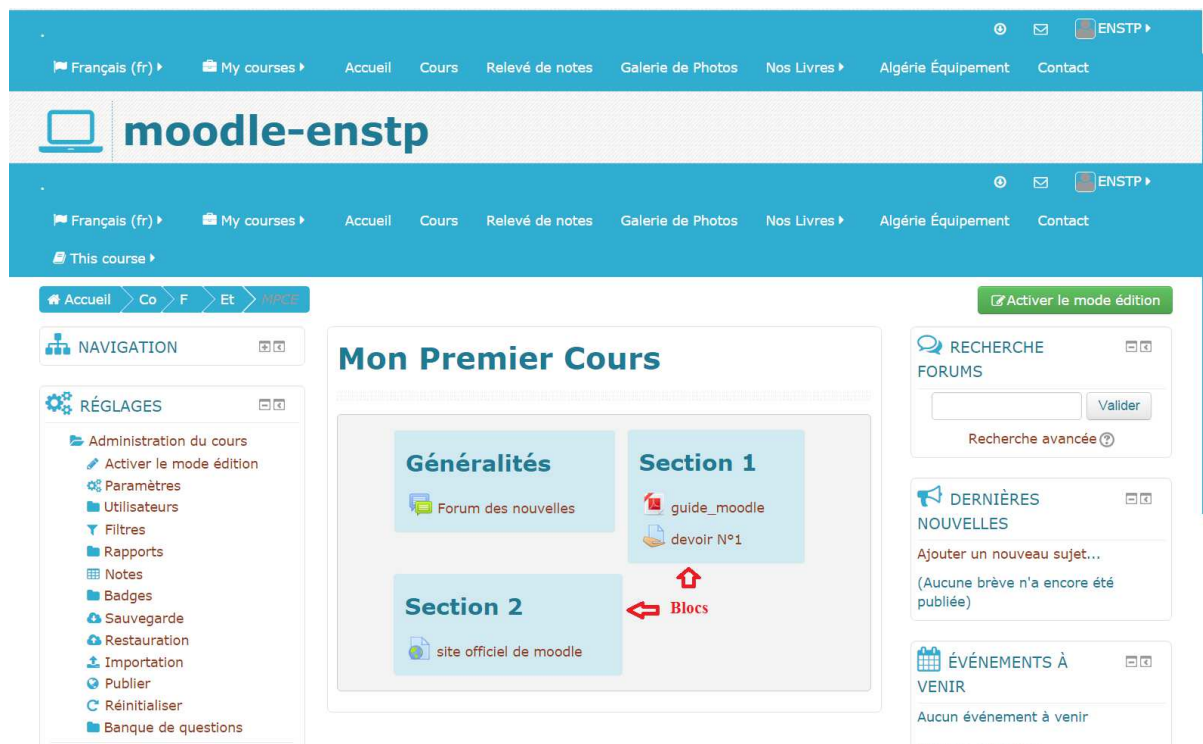 .
ENSTP
Français (fr) My courses Accueil Cours Relevé de notes Galerie de Photos Nos Livres Algérie Équipement Contact
moodle-enstp
.
ENSTP
Français (fr) My courses Accueil Cours Relevé de notes Galerie de Photos Nos Livres Algérie Équipement Contact
This course
Accueil Co F Et MPCE
Activer le mode édition
NAVIGATION
RÉGLAGES
Administration du cours
Activer le mode édition
Paramètres
Utilisateurs
Filtres
Rapports
Notes
Badges
Sauvegarde
Restauration
Importation
Publier
Réinitialiser
Banque de questions
Mon Premier Cours
Généralités
Forum des nouvelles
Section 1
guide_moodle
devoir N°1
Section 2
site officiel de moodle
Blocs
RECHERCHE
FORUMS
Valider
Recherche avancée
DERNIÈRES
NOUVELLES
Ajouter un nouveau sujet...
(Aucune brève n'a encore été
publiée)
ÉVÉNEMENTS À
VENIR
Aucun événement à venir